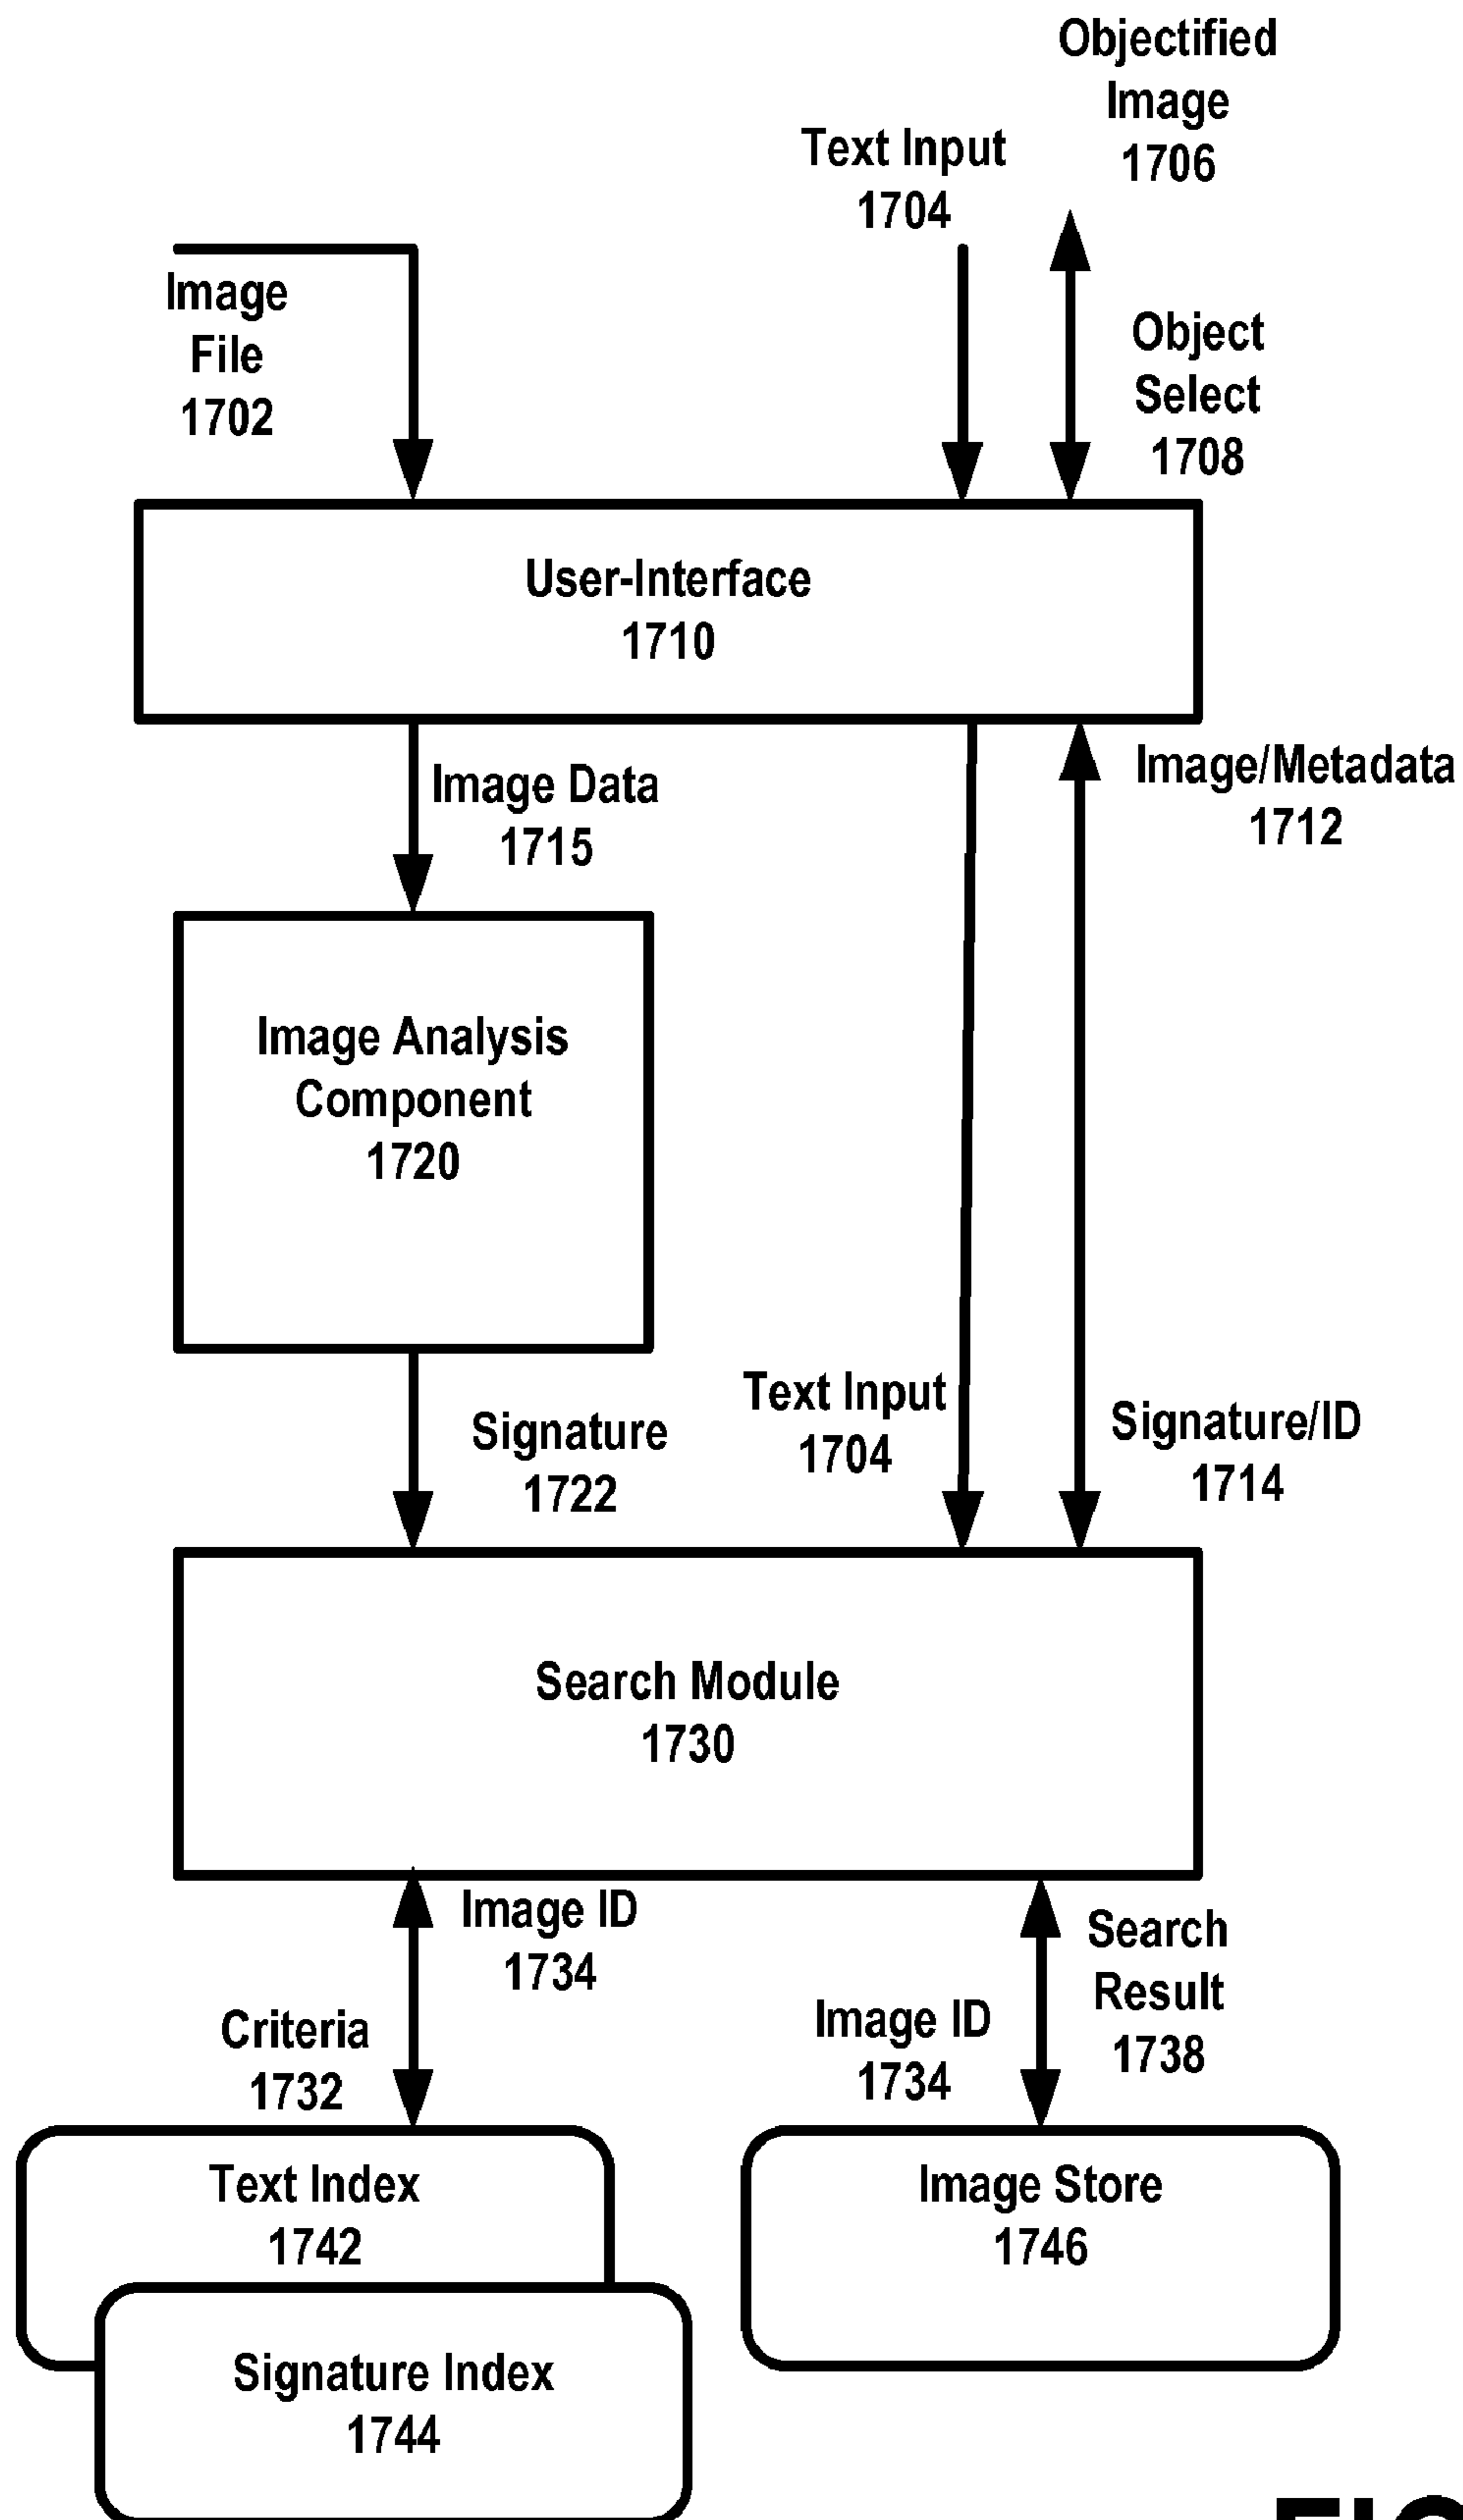 Objectified
Image
1706
Text Input
1704
Image
File
1702
Object
Select
1708
User-Interface
1710
Image Data
1715
Image/Metadata
1712
Image Analysis
Component
1720
Text Input
1704
Signature/ID
1714
Signature
1722
Search Module
1730
Image ID
1734
Search
Result
1738
Criteria
1732
Image ID
1734
Text Index
1742
Image Store
1746
Signature Index
1744